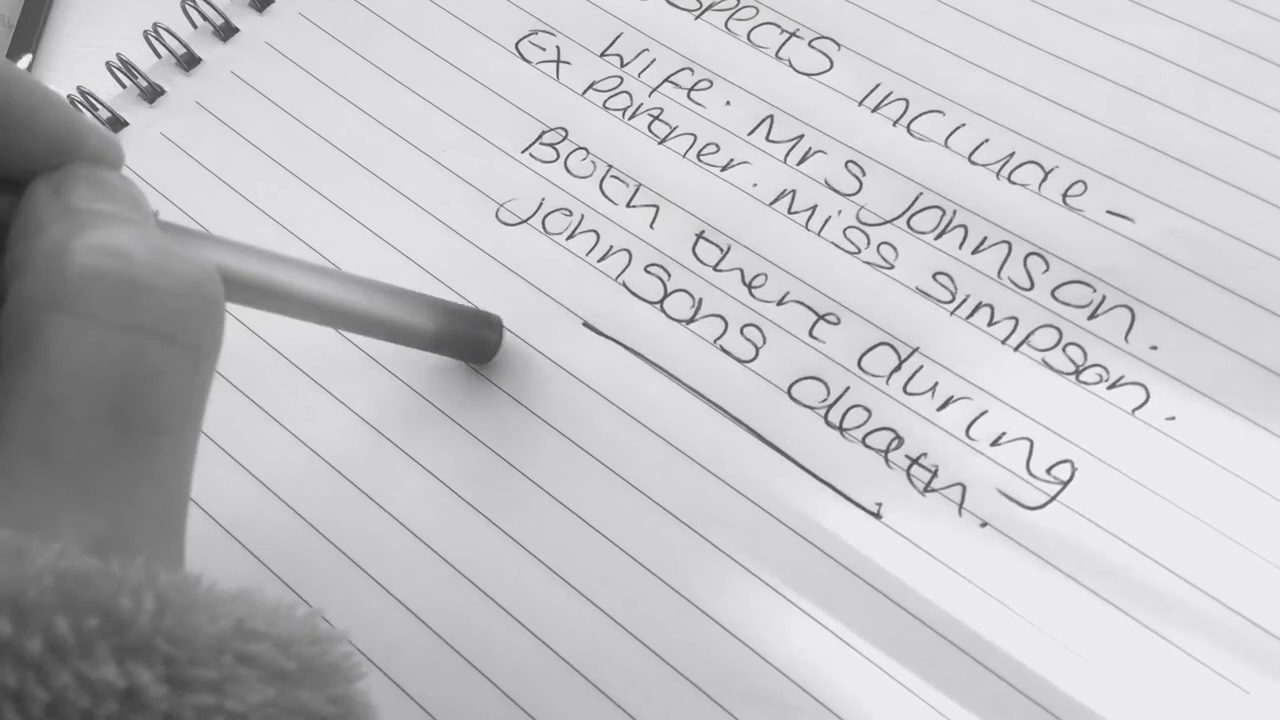 spects include-
Wife. Mrs Johnson.
Ex Partner. Miss Simpson.
Both there during
Johnsons death.